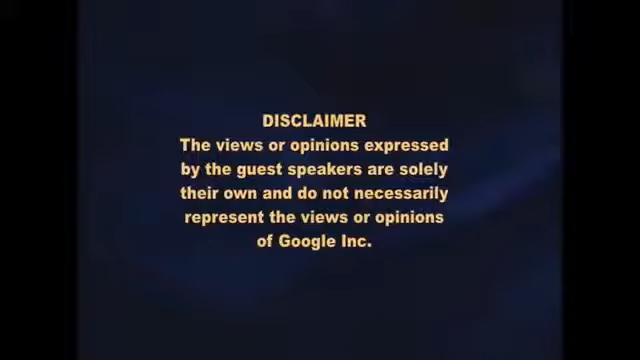 DISCLAIMER
The views or opinions expressed
by the guest speakers are solely
their own and do not necessarily
represent the views or opinions
of Google Inc.